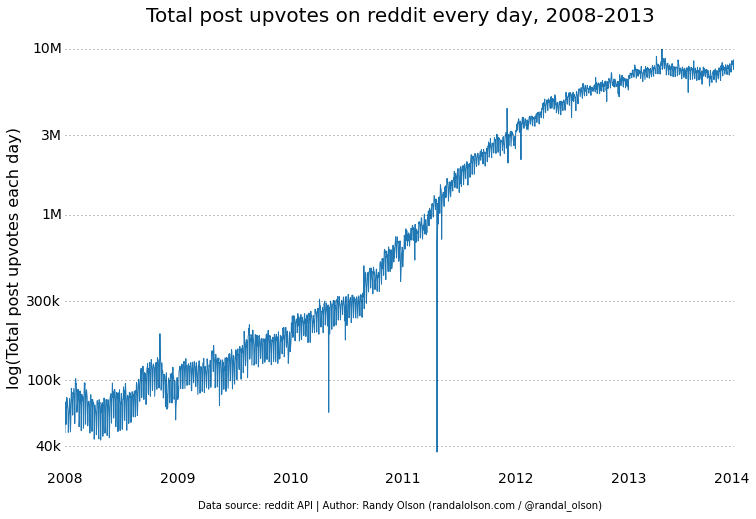 Total post upvotes on reddit every day, 2008-2013
log(Total post upvotes each day)
10M
3M
1M
300k
100k
40k
2008 2009 2010 2011 2012 2013 2014
Data source: reddit API | Author: Randy Olson (randalolson.com / @randal_olson)